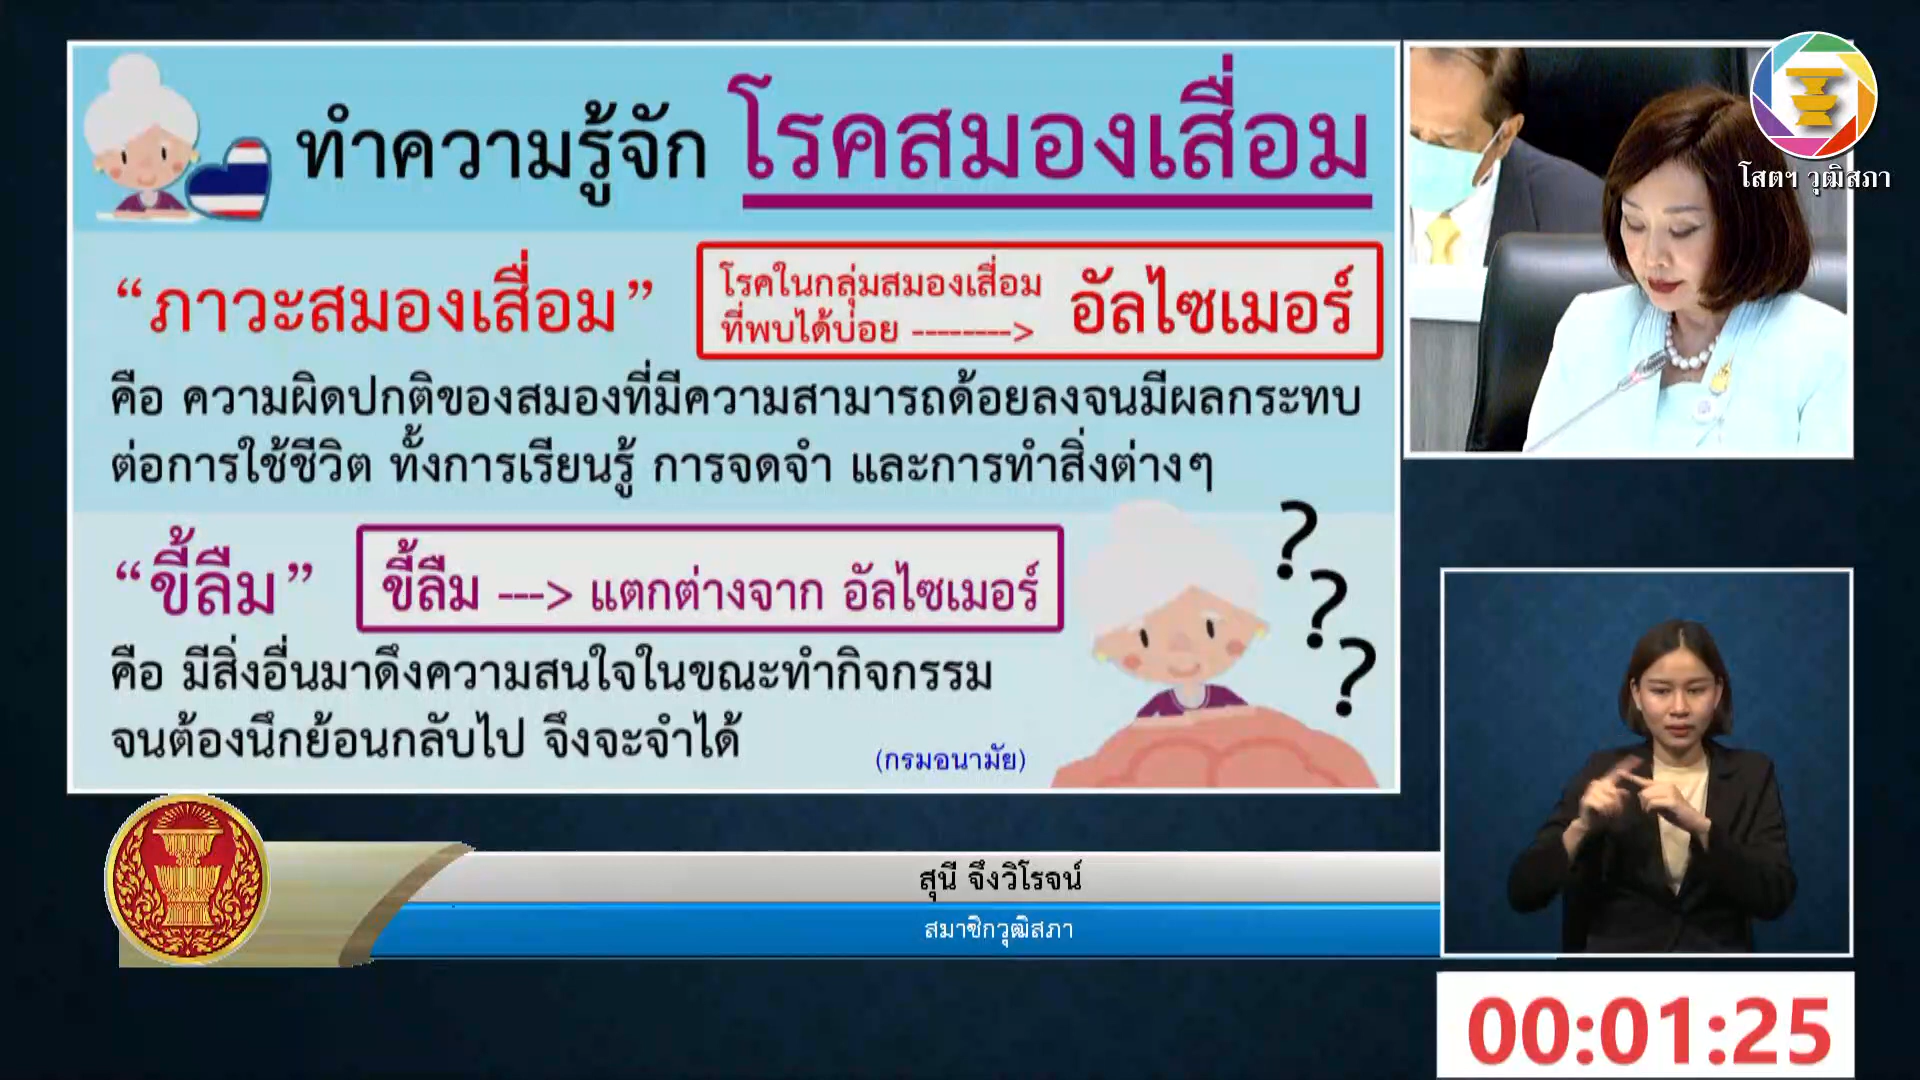 ทำความรู้จัก โรคสมองเสื่อม
“ภาวะสมองเสื่อม”
โรคในกลุ่มสมองเสื่อม
ที่พบได้บ่อย --------> อัลไซเมอร์
คือ ความผิดปกติของสมองที่มีความสามารถด้อยลงจนมีผลกระทบ
ต่อการใช้ชีวิต ทั้งการเรียนรู้ การจดจำ และการทำสิ่งต่างๆ
“ขี้ลืม”
ขี้ลืม ---> แตกต่างจาก อัลไซเมอร์
คือ มีสิ่งอื่นมาดึงความสนใจในขณะทำกิจกรรม
จนต้องนึกย้อนกลับไป จึงจะจำได้
(กรมอนามัย)
? ? ?
โสตฯ วุฒิสภา
สุนี จึงวิโรจน์
สมาชิกวุฒิสภา
00:01:25